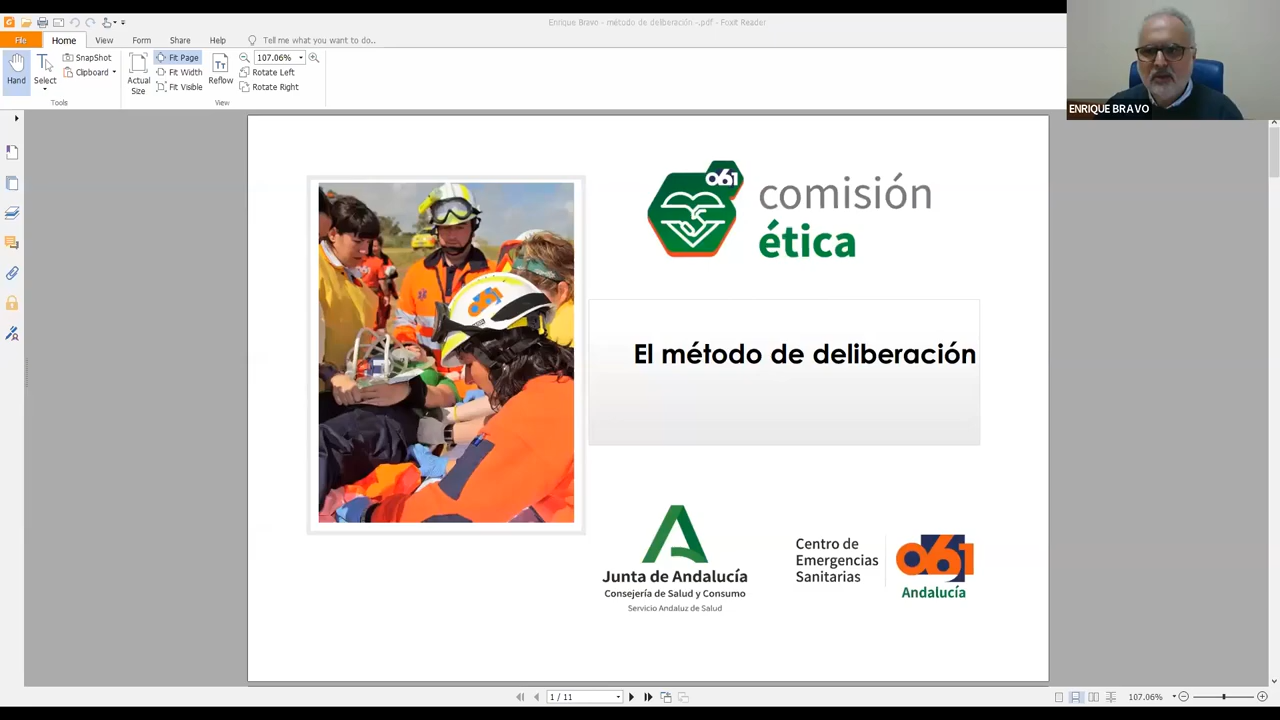 Enrique Bravo - método de deliberación -.pdf - Foxit Reader
File
Home
View
Form
Share
Help
Tell me what you want to do..
Hand
Select
SnapShot
Clipboard
Tools
Actual
Size
Fit Page
Fit Width
Fit Visible
Reflow
107.06%
Rotate Left
Rotate Right
View
ENRIQUE BRAVO
061
comisión
ética
061
061
El método de deliberación
Junta de Andalucía
Consejería de Salud y Consumo
Servicio Andaluz de Salud
Centro de
Emergencias
Sanitarias
061
Andalucía
1 / 11
107.06%